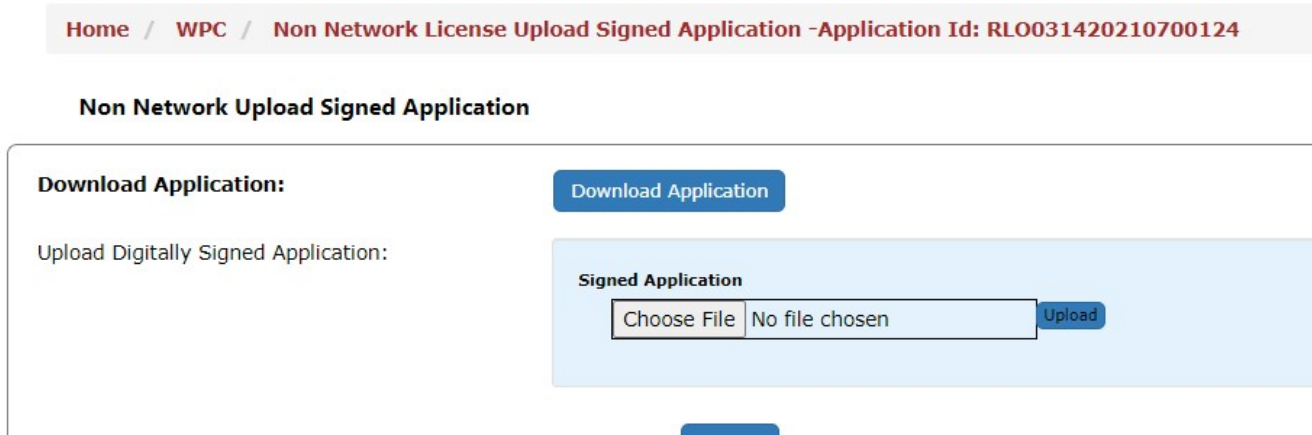 Home / WPC / Non Network License Upload Signed Application -Application Id: RLO031420210700124
Non Network Upload Signed Application
Download Application: Download Application
Upload Digitally Signed Application:
Signed Application
Choose File No file chosen Upload